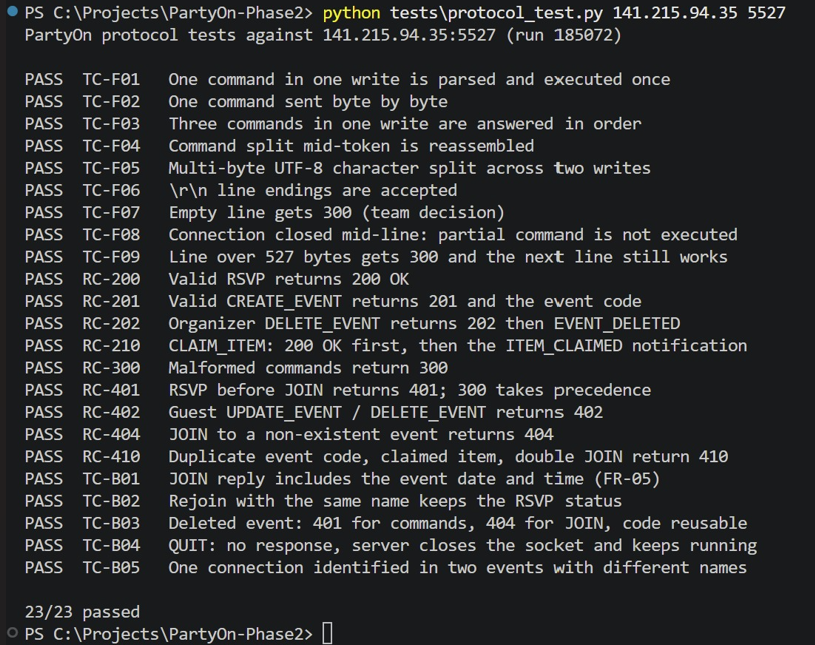 PS C:\Projects\PartyOn-Phase2> python tests\protocol_test.py 141.215.94.35 5527
PartyOn protocol tests against 141.215.94.35:5527 (run 185072)
PASS TC-F01 One command in one write is parsed and executed once
PASS TC-F02 One command sent byte by byte
PASS TC-F03 Three commands in one write are answered in order
PASS TC-F04 Command split mid-token is reassembled
PASS TC-F05 Multi-byte UTF-8 character split across two writes
PASS TC-F06 \r\n line endings are accepted
PASS TC-F07 Empty line gets 300 (team decision)
PASS TC-F08 Connection closed mid-line: partial command is not executed
PASS TC-F09 Line over 527 bytes gets 300 and the next line still works
PASS RC-200 Valid RSVP returns 200 OK
PASS RC-201 Valid CREATE_EVENT returns 201 and the event code
PASS RC-202 Organizer DELETE_EVENT returns 202 then EVENT_DELETED
PASS RC-210 CLAIM_ITEM: 200 OK first, then the ITEM_CLAIMED notification
PASS RC-300 Malformed commands return 300
PASS RC-401 RSVP before JOIN returns 401; 300 takes precedence
PASS RC-402 Guest UPDATE_EVENT / DELETE_EVENT returns 402
PASS RC-404 JOIN to a non-existent event returns 404
PASS RC-410 Duplicate event code, claimed item, double JOIN return 410
PASS TC-B01 JOIN reply includes the event date and time (FR-05)
PASS TC-B02 Rejoin with the same name keeps the RSVP status
PASS TC-B03 Deleted event: 401 for commands, 404 for JOIN, code reusable
PASS TC-B04 QUIT: no response, server closes the socket and keeps running
PASS TC-B05 One connection identified in two events with different names
23/23 passed
PS C:\Projects\PartyOn-Phase2>